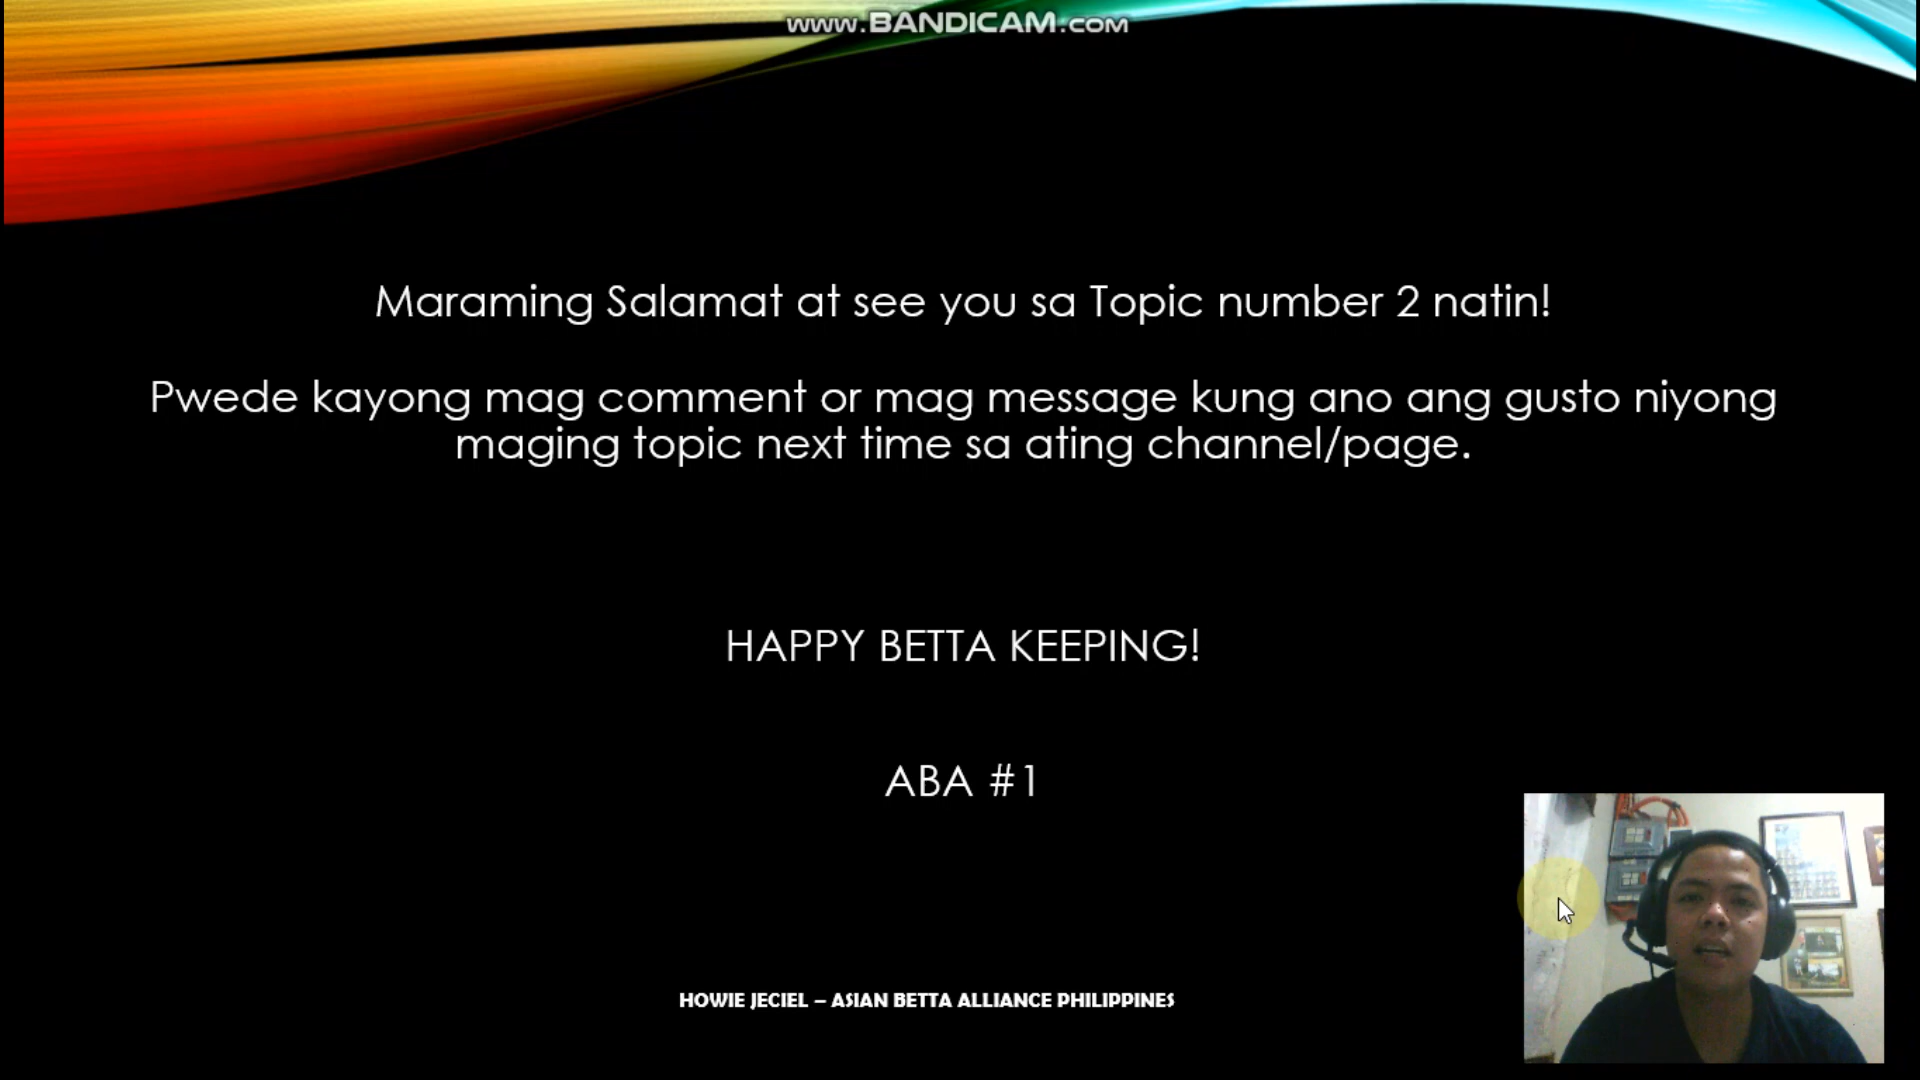 www.BANDICAM.com
Maraming Salamat at see you sa Topic number 2 natin!
Pwede kayong mag comment or mag message kung ano ang gusto niyong
maging topic next time sa ating channel/page.
HAPPY BETTA KEEPING!
ABA #1
HOWIE JECIEL – ASIAN BETTA ALLIANCE PHILIPPINES